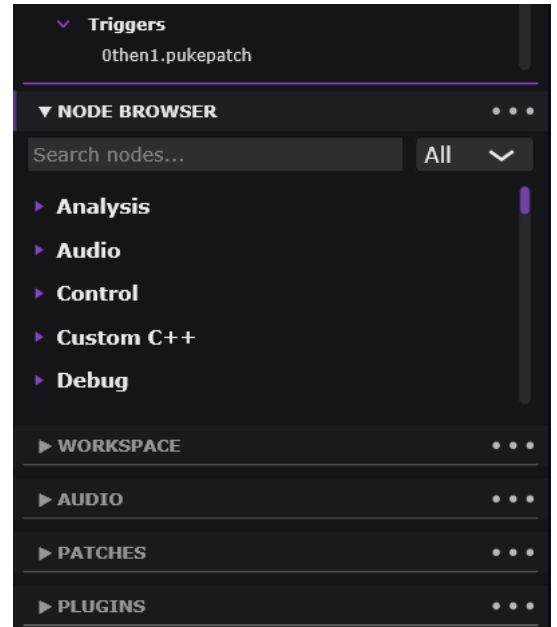 Triggers
0then1.pukepatch
NODE BROWSER
Search nodes...
All
Analysis
Audio
Control
Custom C++
Debug
WORKSPACE
AUDIO
PATCHES
PLUGINS